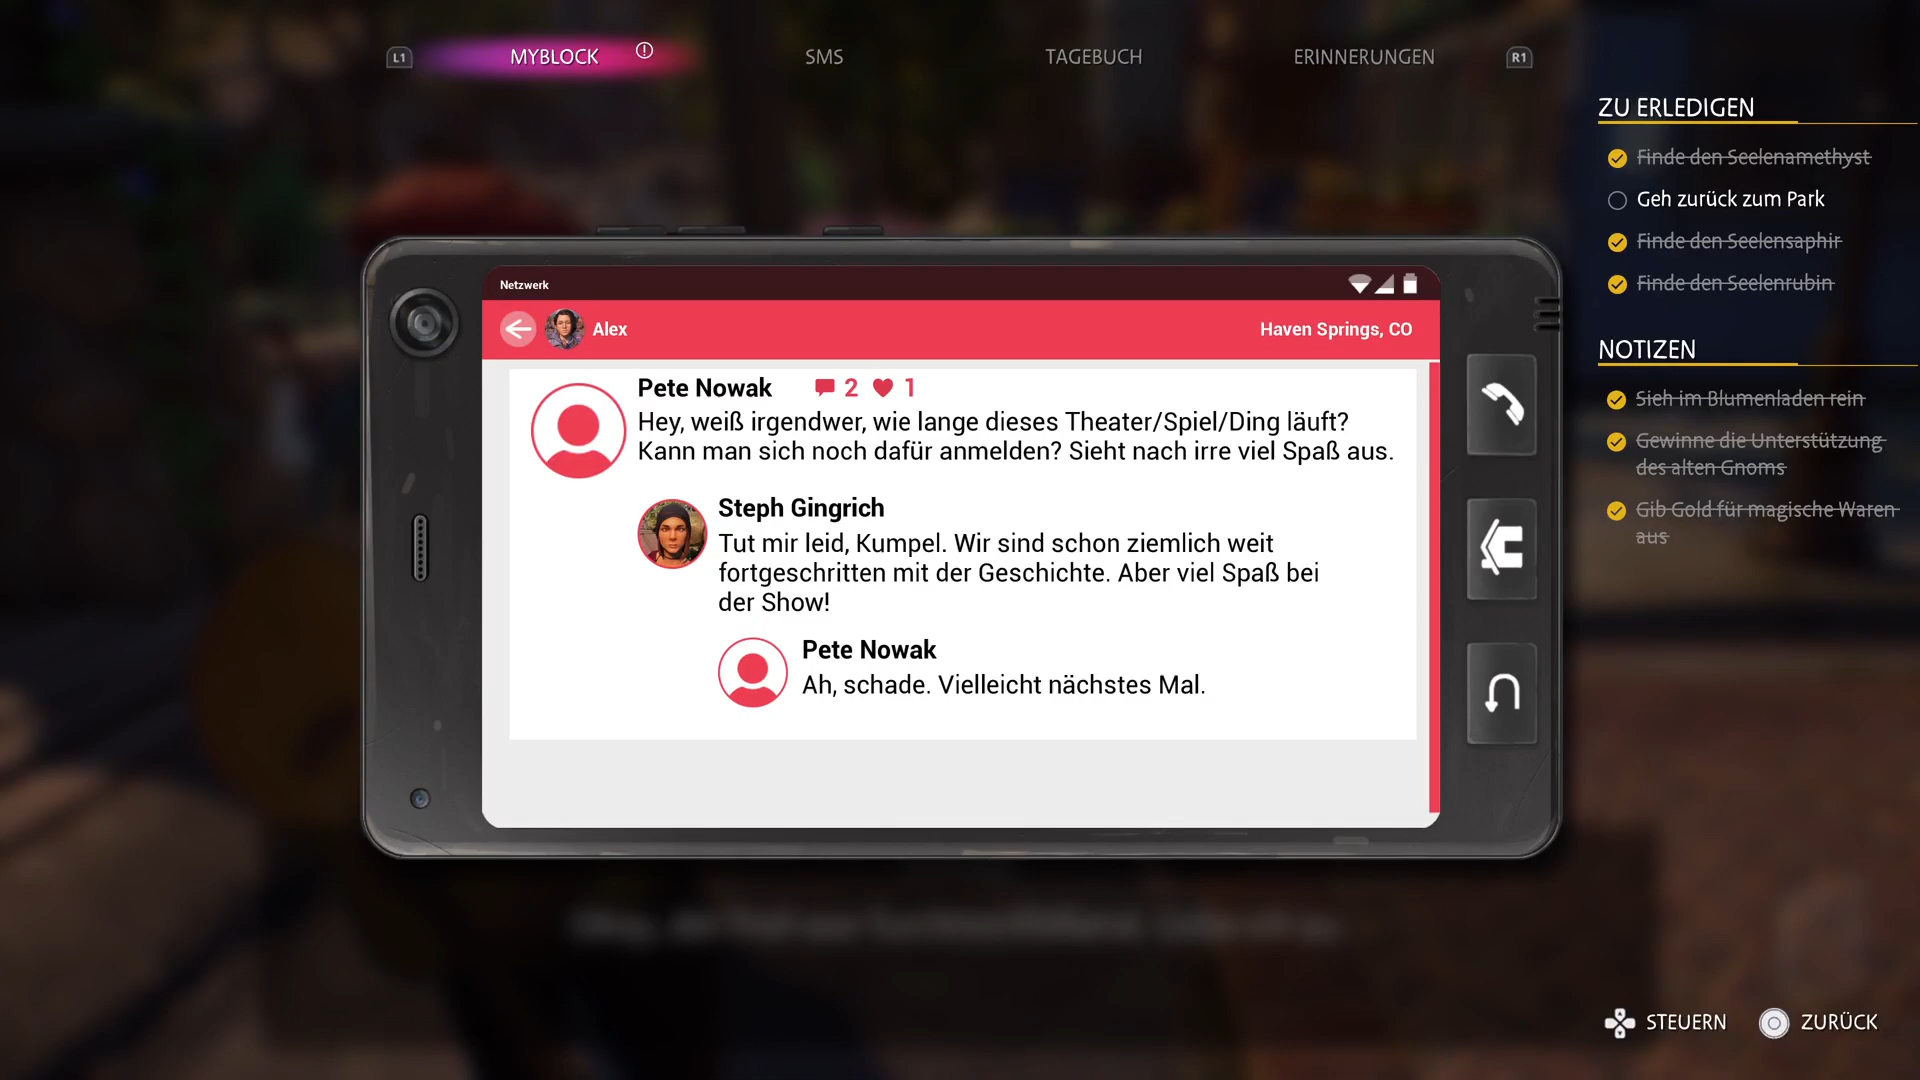 L1
MYBLOCK
SMS
TAGEBUCH
ERINNERUNGEN
R1
Netzwerk
Alex
Haven Springs, CO
Pete Nowak 2 1
Hey, weiß irgendwer, wie lange dieses Theater/Spiel/Ding läuft?
Kann man sich noch dafür anmelden? Sieht nach irre viel Spaß aus.
Steph Gingrich
Tut mir leid, Kumpel. Wir sind schon ziemlich weit
fortgeschritten mit der Geschichte. Aber viel Spaß bei
der Show!
Pete Nowak
Ah, schade. Vielleicht nächstes Mal.
ZU ERLEDIGEN
Finde den Seelenamethyst
Geh zurück zum Park
Finde den Seelensaphir
Finde den Seelenrubin
NOTIZEN
Sieh im Blumenladen rein
Gewinne die Unterstützung
des alten Gnoms
Gib Gold für magische Waren
aus
STEUERN
ZURÜCK